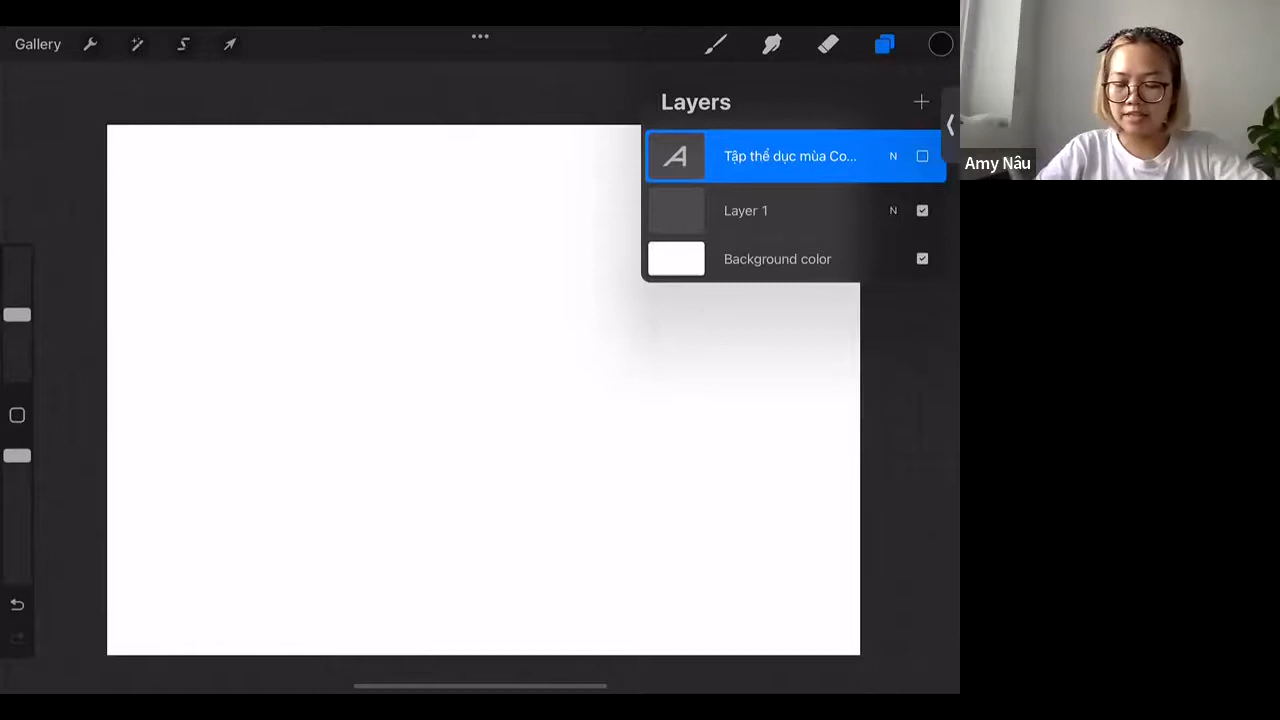 Gallery
Layers
Tập thể dục mùa Co...
N
Layer 1
N
Background color
Amy Nâu